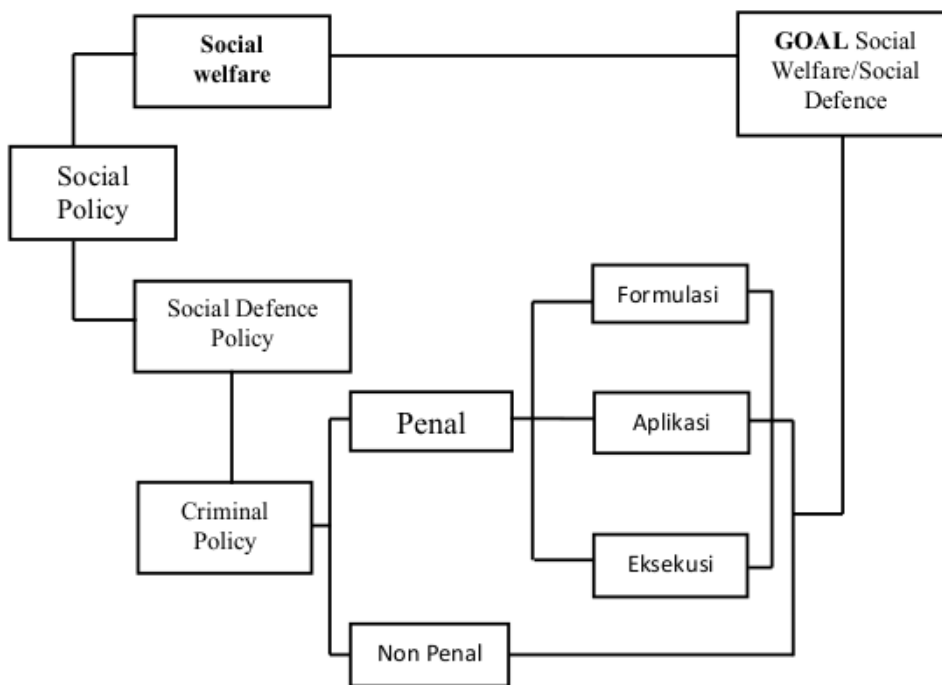 Social
welfare
GOAL Social
Welfare/Social
Defence
Social
Policy
Social Defence
Policy
Formulasi
Penal
Aplikasi
Criminal
Policy
Eksekusi
Non Penal